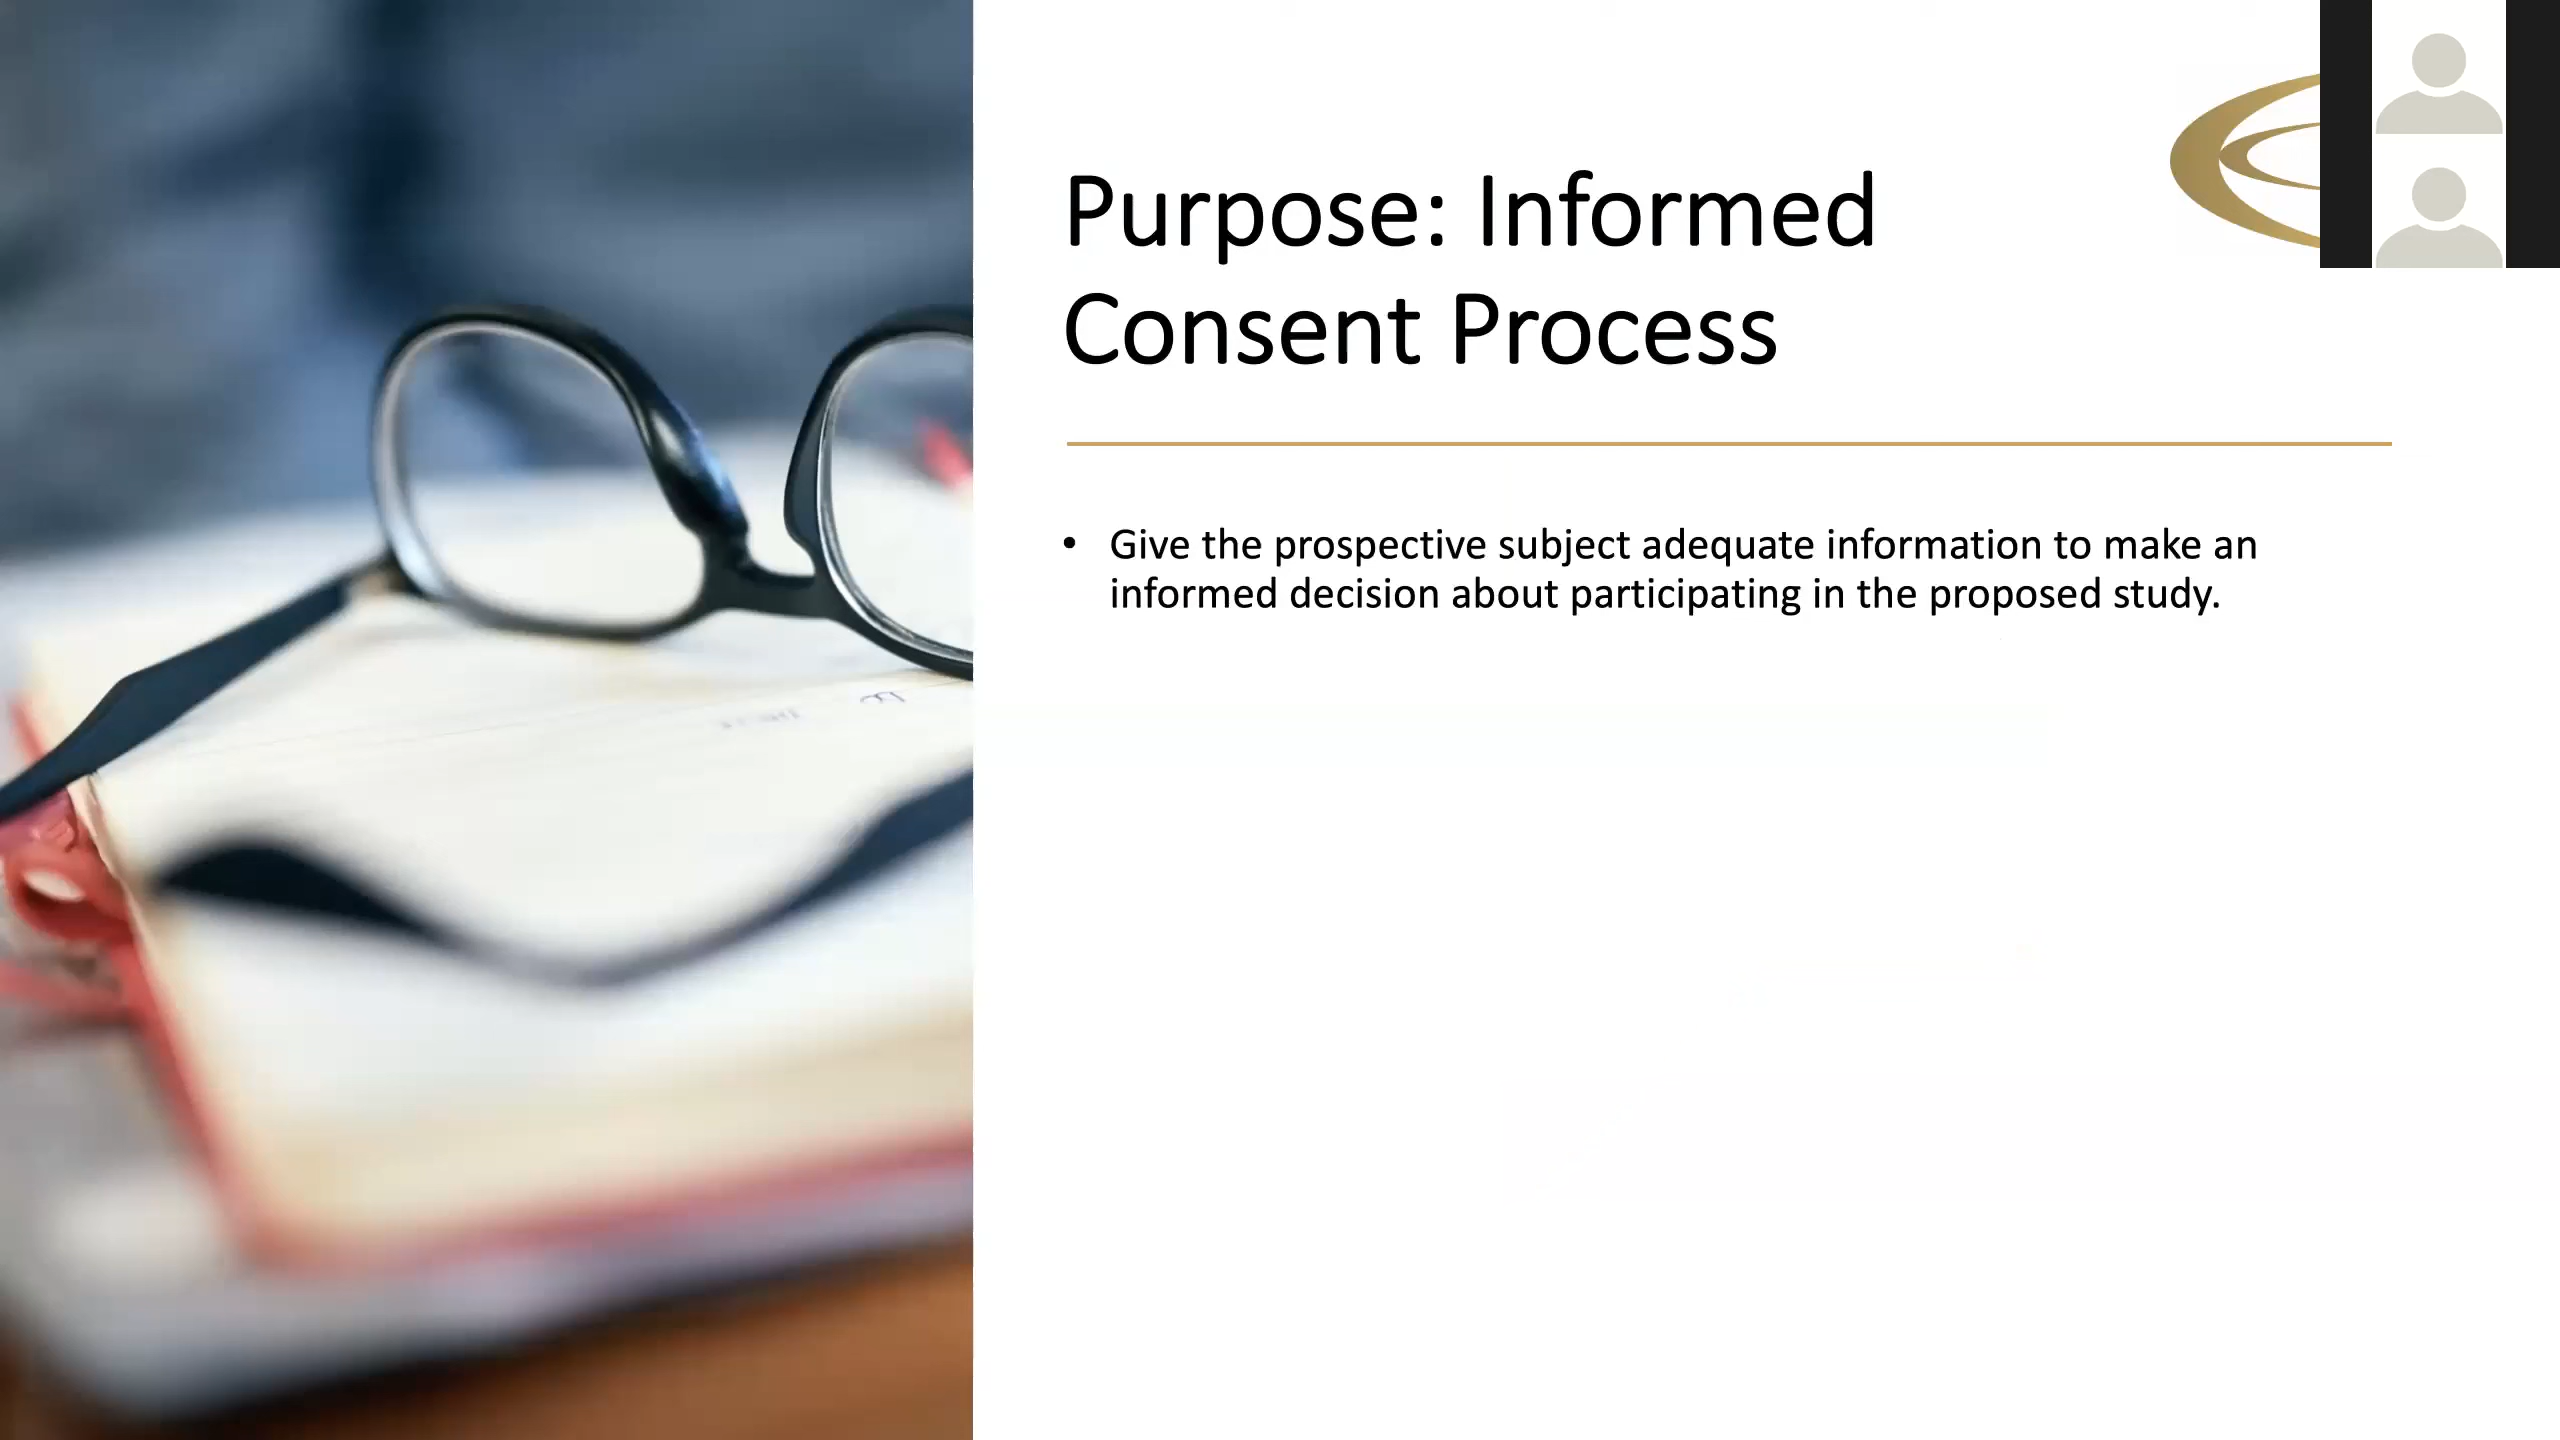 Purpose: Informed
Consent Process
• Give the prospective subject adequate information to make an
informed decision about participating in the proposed study.